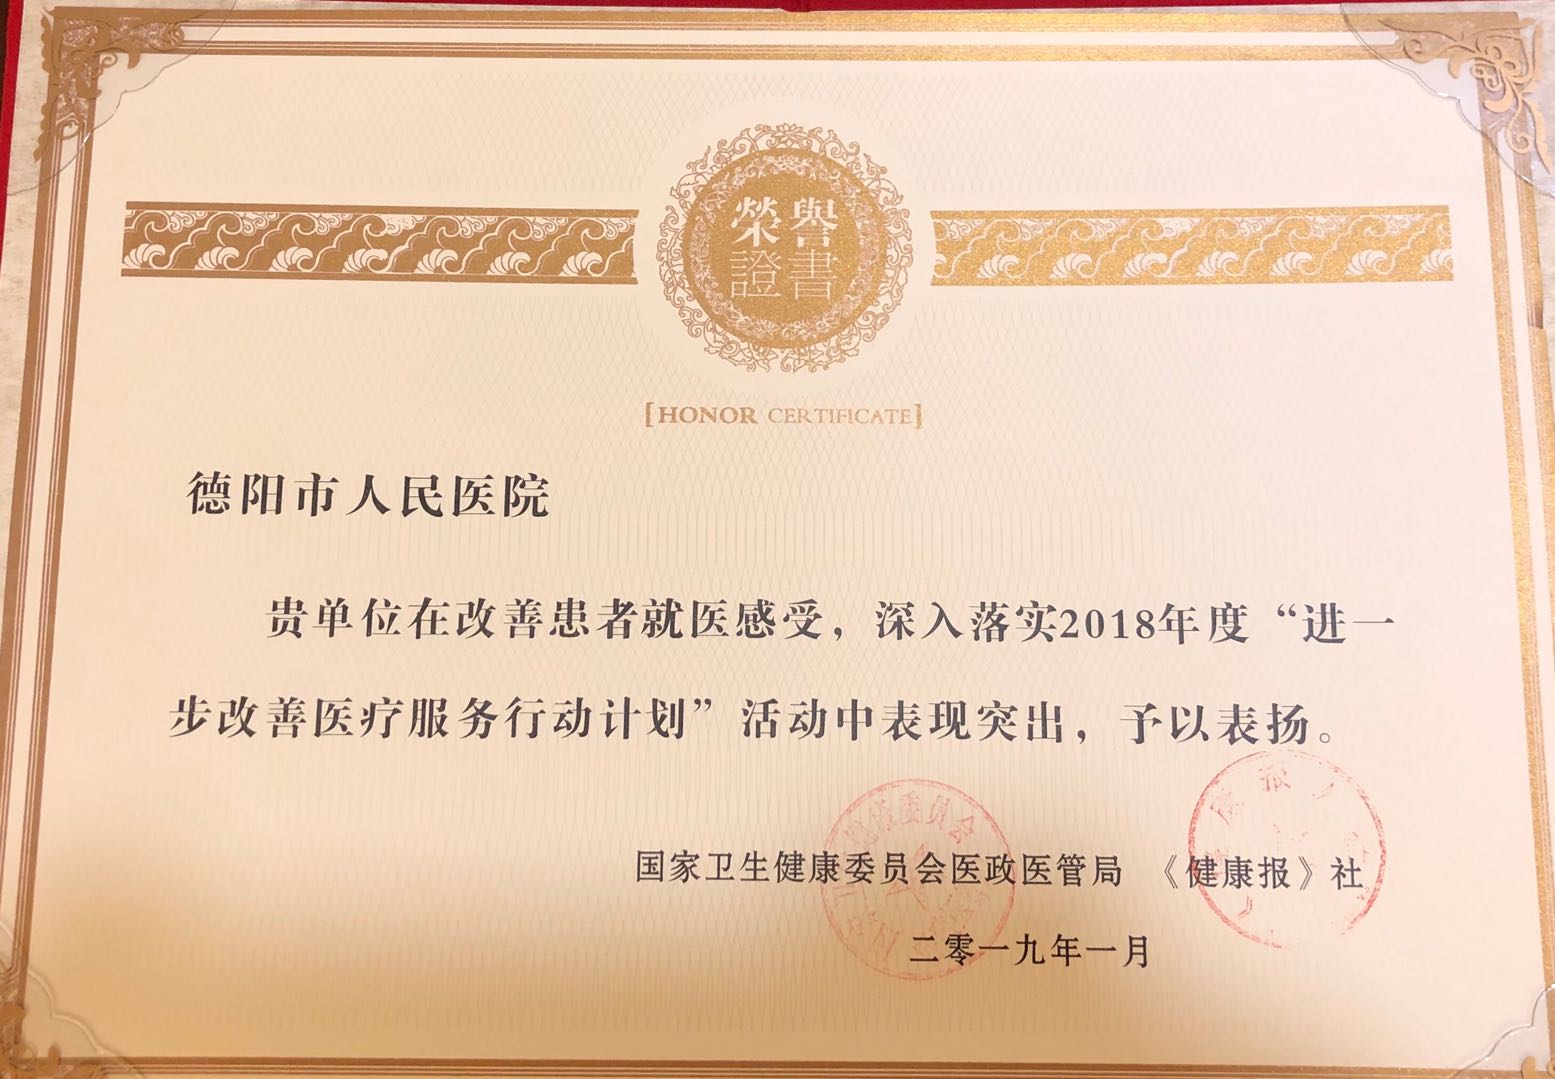 榮譽
證書
[HONOR CERTIFICATE]
德阳市人民医院
贵单位在改善患者就医感受，深入落实2018年度“进一
步改善医疗服务行动计划”活动中表现突出，予以表扬。
国家卫生健康委员会医政医管局 《健康报》社
二零一九年一月